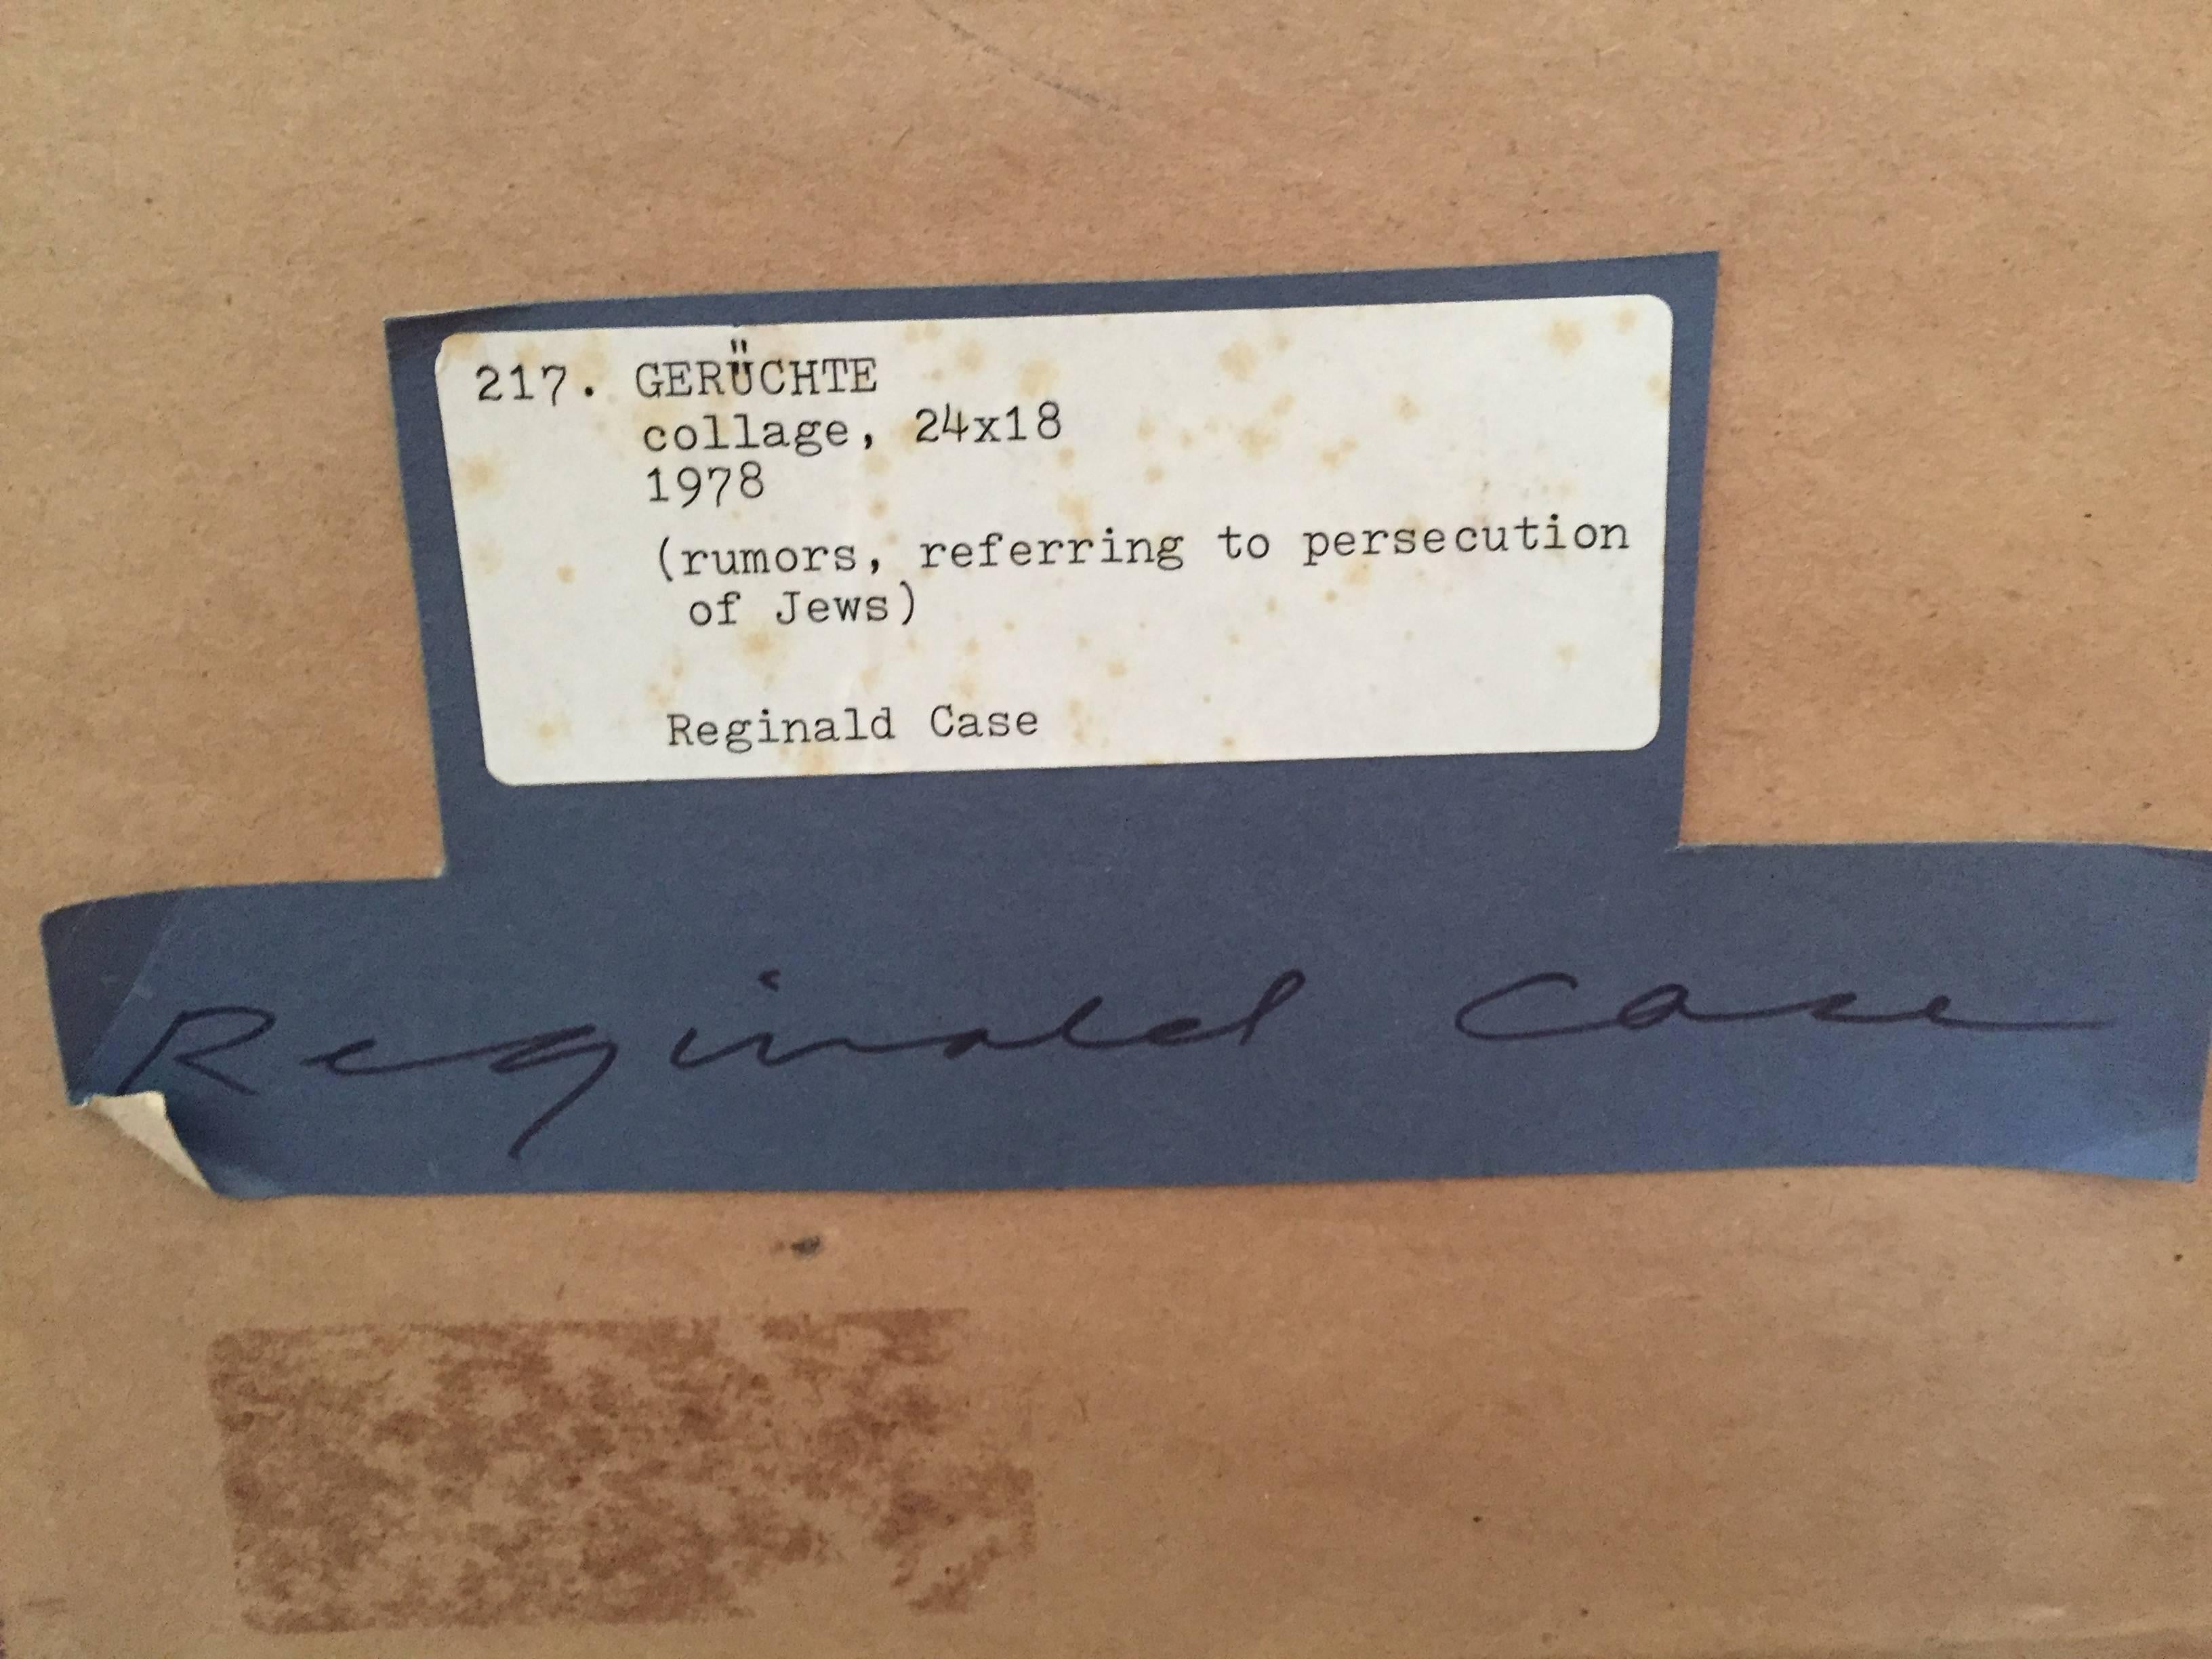 217. GERÜCHTE
collage, 24x18
1978
(rumors, referring to persecution
of Jews)
Reginald Case
Reginald Case